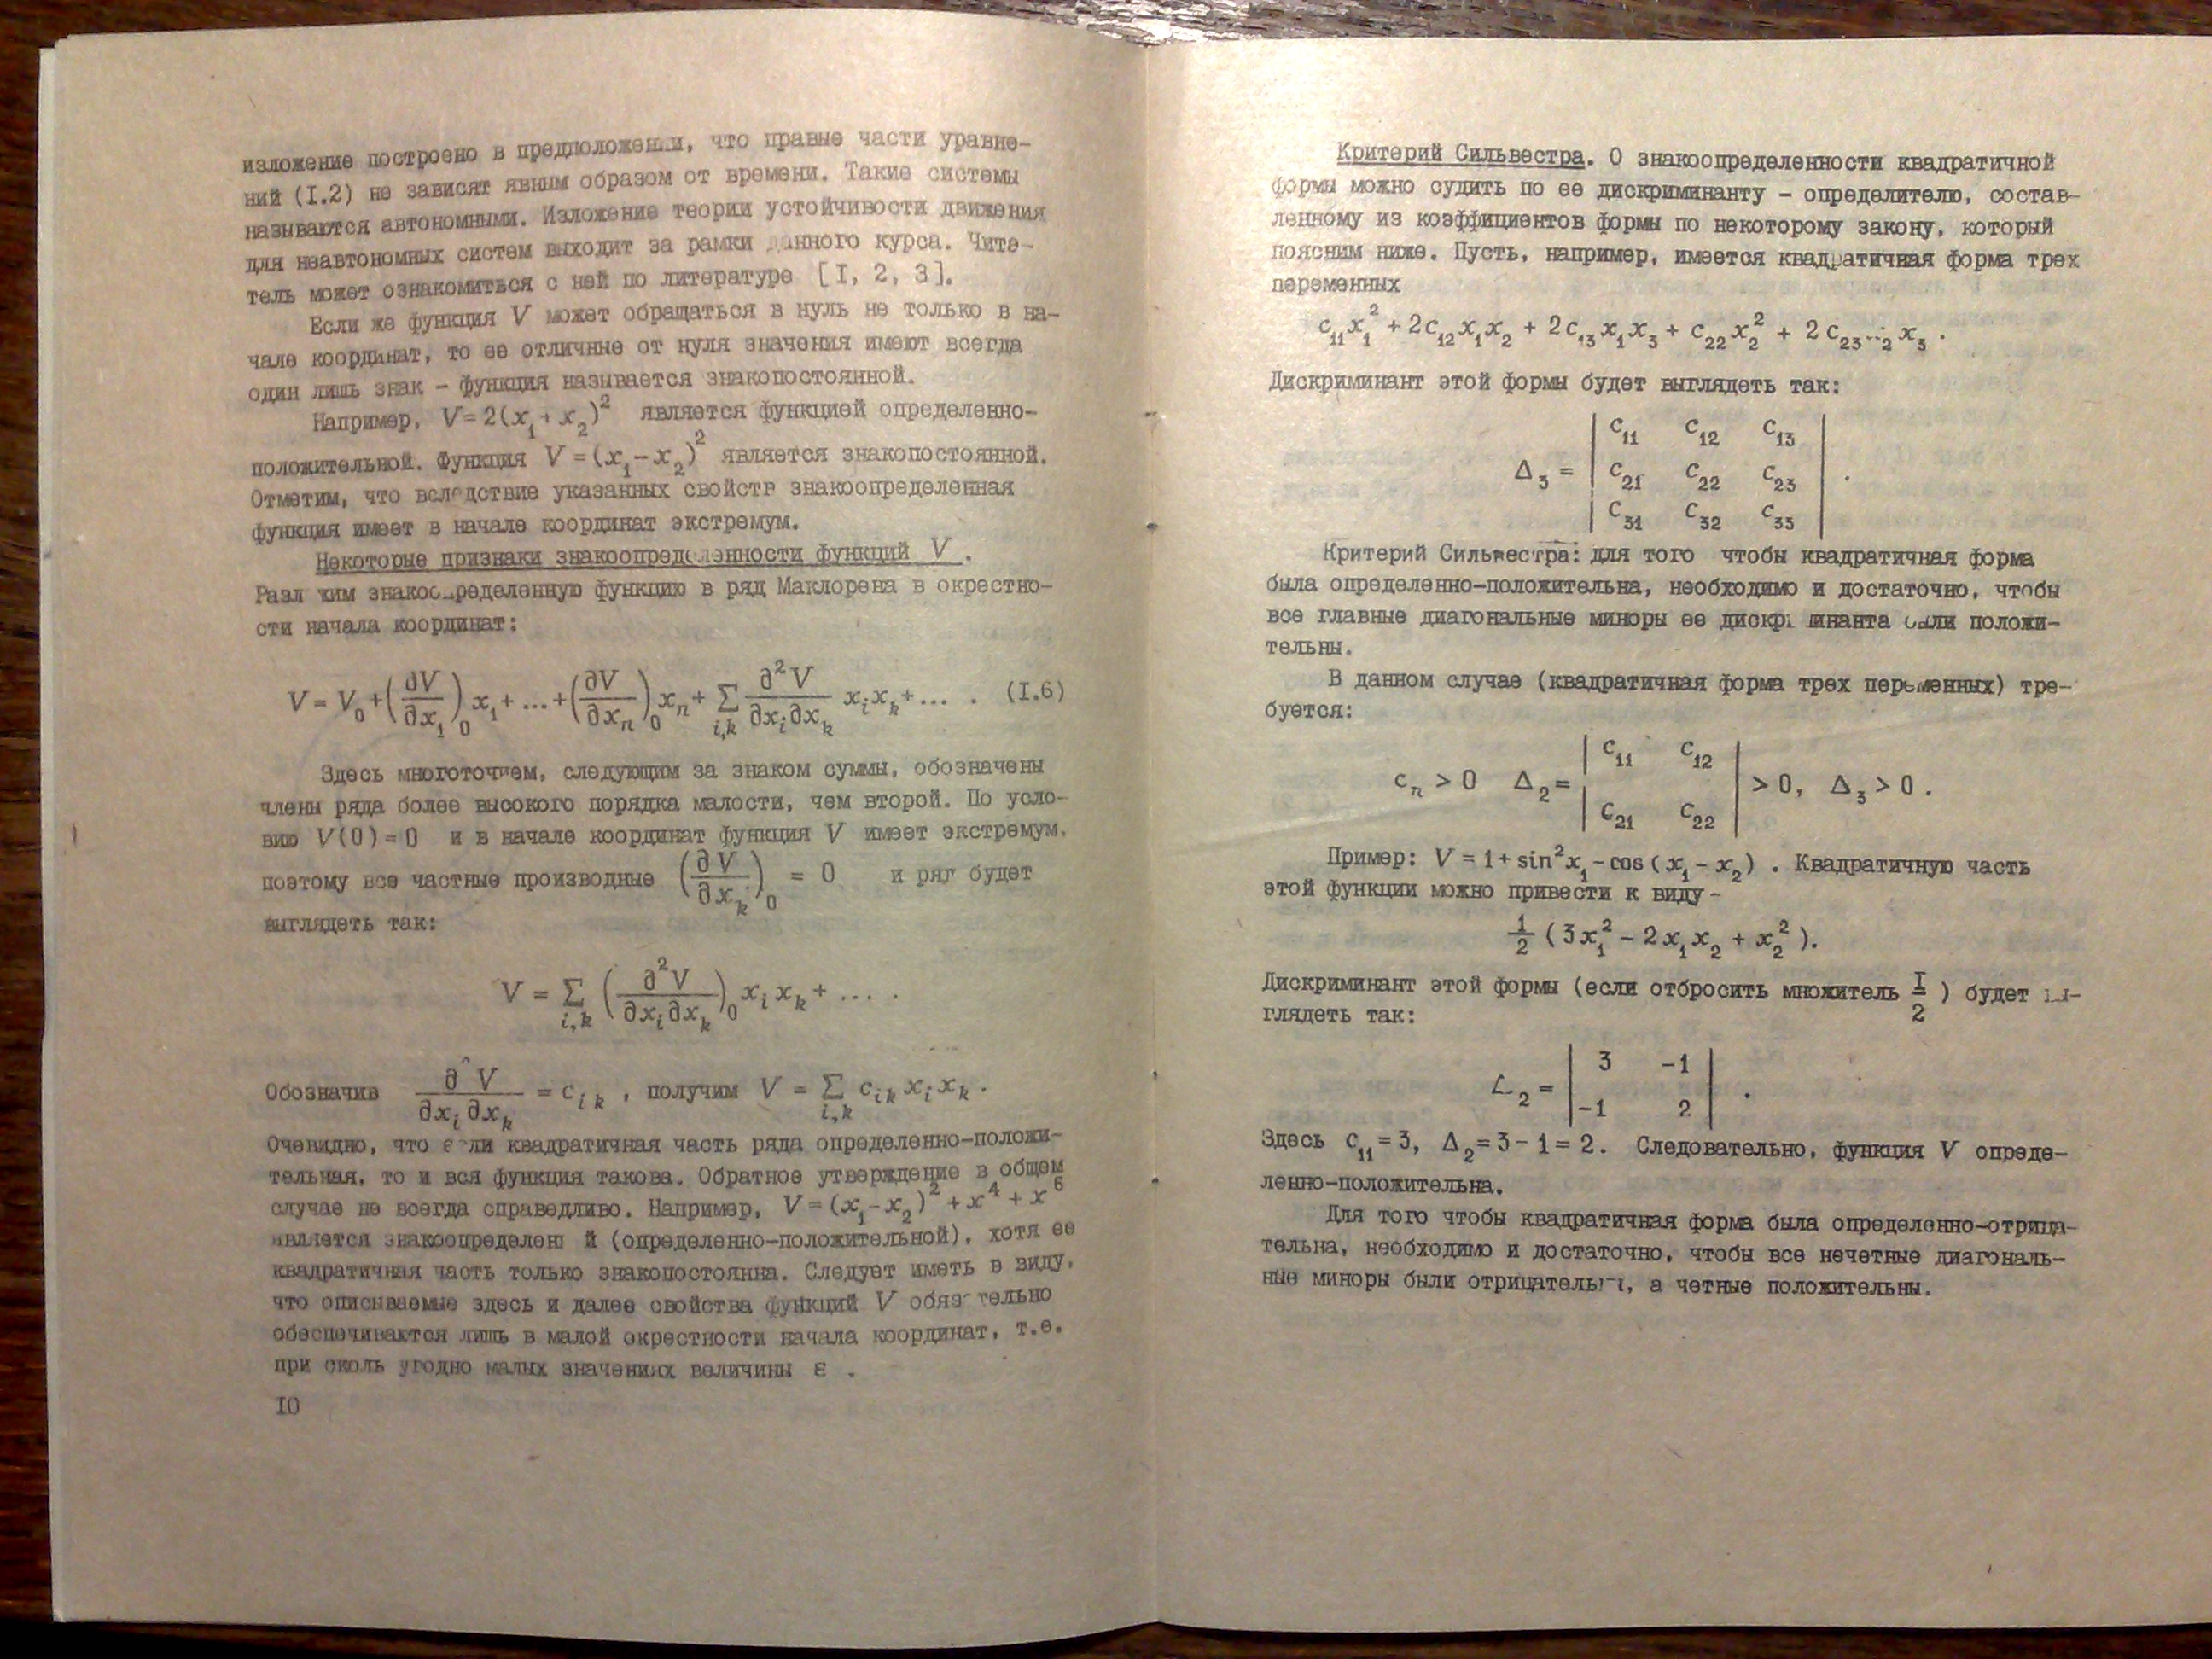 изложение построено в предположении, что правые части уравне-
ний (I.2) не зависят явным образом от времени. Такие системы
называются автономными. Изложение теории устойчивости движения
для неавтономных систем выходит за рамки данного курса. Чита-
тель может ознакомиться с ней по литературе [I, 2, 3].
Если же функция V может обращаться в нуль не только в на-
чале координат, то ее отличные от нуля значения имеют всегда
один лишь знак - функция называется знакопостоянной.
Например, V=2(x₁+x₂)² является функцией определенно-
положительной. Функция V=(x₁-x₂)² является знакопостоянной.
Отметим, что вследствие указанных свойств знакоопределенная
функция имеет в начале координат экстремум.
Некоторые признаки знакоопределенности функций V.
Разложим знакоопределенную функцию в ряд Маклорена в окрестно-
сти начала координат:
V = V₀ + (∂V/∂x₁)₀ x₁ + ... + (∂V/∂xₙ)₀ xₙ + Σ_{i,k} ∂²V/∂xᵢ∂x_k xᵢx_k + ... . (I.6)
Здесь многоточием, следующим за знаком суммы, обозначены
члены ряда более высокого порядка малости, чем второй. По усло-
вию V(0)=0 и в начале координат функция V имеет экстремум,
поэтому все частные производные (∂V/∂x_k)₀ = 0 и ряд будет
выглядеть так:
V = Σ_{i,k} (∂²V/∂xᵢ∂x_k)₀ xᵢ x_k + ... .
Обозначив ∂²V/∂xᵢ∂x_k = c_{ik}, получим V = Σ_{i,k} c_{ik} xᵢ x_k.
Очевидно, что если квадратичная часть ряда определенно-положи-
тельная, то и вся функция такова. Обратное утверждение в общем
случае не всегда справедливо. Например, V=(x₁-x₂)²+x⁴+x⁶
является знакоопределенной (определенно-положительной), хотя ее
квадратичная часть только знакопостоянна. Следует иметь в виду,
что описываемые здесь и далее свойства функций V обязательно
обеспечиваются лишь в малой окрестности начала координат, т.е.
при сколь угодно малых значениях величины ε .
IO
Критерий Сильвестра. О знакоопределенности квадратичной
формы можно судить по ее дискриминанту - определителю, состав-
ленному из коэффициентов формы по некоторому закону, который
поясним ниже. Пусть, например, имеется квадратичная форма трех
переменных
c₁₁x₁² + 2c₁₂x₁x₂ + 2c₁₃x₁x₃ + c₂₂x₂² + 2c₂₃x₂x₃ .
Дискриминант этой формы будет выглядеть так:
c₁₁ c₁₂ c₁₃
Δ₃ = c₂₁ c₂₂ c₂₃ .
c₃₁ c₃₂ c₃₃
Критерий Сильвестра: для того чтобы квадратичная форма
была определенно-положительна, необходимо и достаточно, чтобы
все главные диагональные миноры ее дискриминанта были положи-
тельны.
В данном случае (квадратичная форма трех переменных) тре-
буется:
cₙ > 0 Δ₂ = | c₁₁ c₁₂ | > 0, Δ₃ > 0 .
| c₂₁ c₂₂ |
Пример: V = 1 + sin²x₁ - cos(x₁ - x₂) . Квадратичную часть
этой функции можно привести к виду -
1/2 (3x₁² - 2x₁x₂ + x₂²).
Дискриминант этой формы (если отбросить множитель I/2 ) будет вы-
глядеть так:
Δ₂ = | 3 -1 | .
| -1 2 |
Здесь c₁₁ = 3, Δ₂ = 3 - 1 = 2. Следовательно, функция V опреде-
ленно-положительна.
Для того чтобы квадратичная форма была определенно-отрица-
тельна, необходимо и достаточно, чтобы все нечетные диагональ-
ные миноры были отрицательны, а четные положительны.